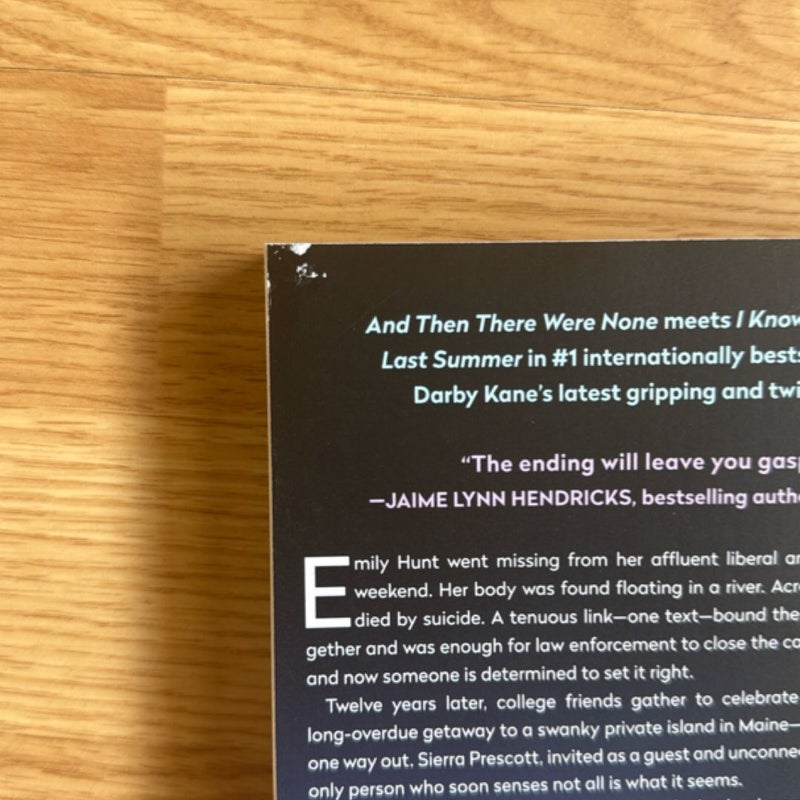 And Then There Were None meets I Know
Last Summer in #1 internationally bests
Darby Kane's latest gripping and twi
“The ending will leave you gasp
—JAIME LYNN HENDRICKS, bestselling autho
Emily Hunt went missing from her affluent liberal ar
weekend. Her body was found floating in a river. Acr
died by suicide. A tenuous link—one text—bound the
gether and was enough for law enforcement to close the ca
and now someone is determined to set it right.
Twelve years later, college friends gather to celebrate
long-overdue getaway to a swanky private island in Maine—
one way out. Sierra Prescott, invited as a guest and unconne
only person who soon senses not all is what it seems.